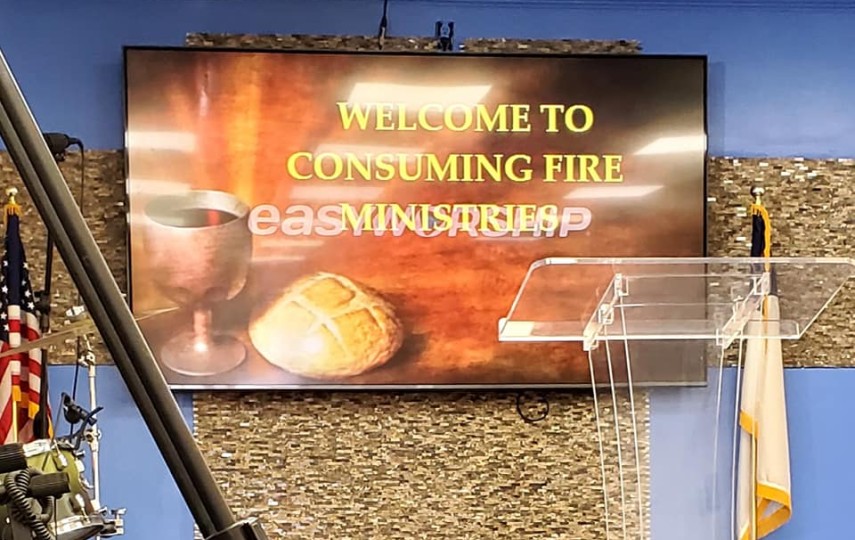 WELCOME TO
CONSUMING FIRE
MINISTRIES
easyworship